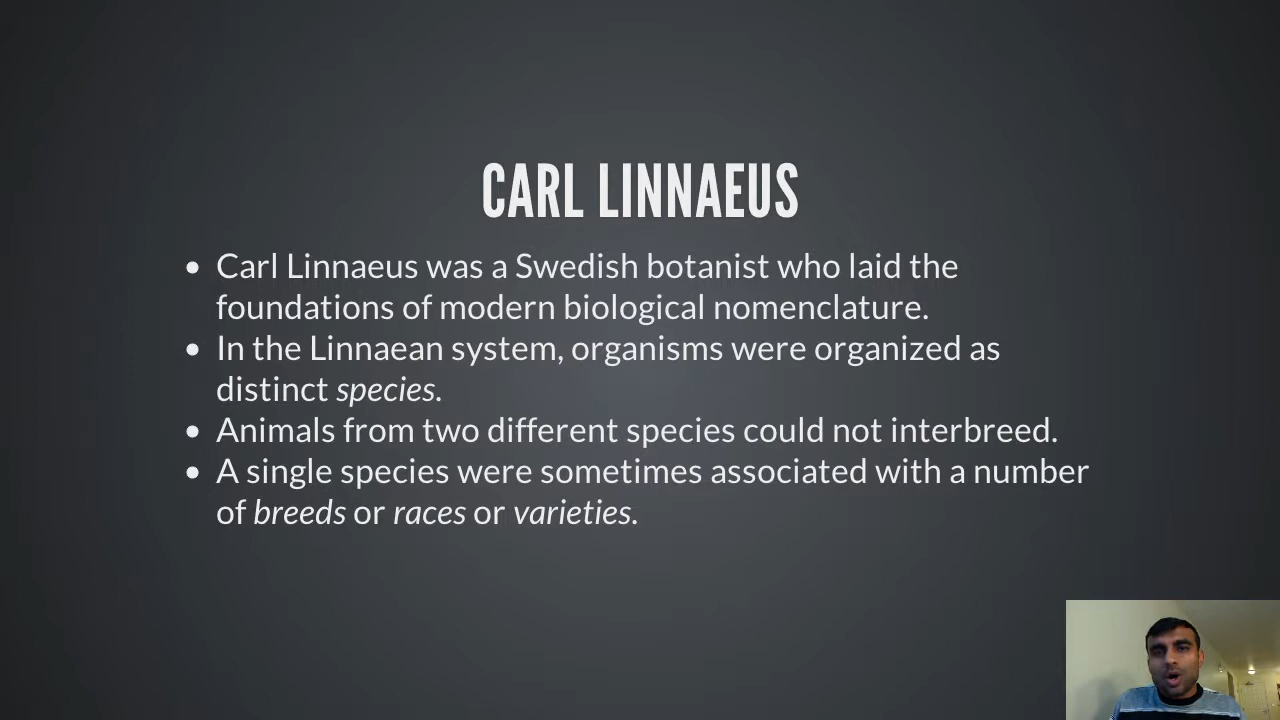 CARL LINNAEUS
• Carl Linnaeus was a Swedish botanist who laid the
foundations of modern biological nomenclature.
• In the Linnaean system, organisms were organized as
distinct species.
• Animals from two different species could not interbreed.
• A single species were sometimes associated with a number
of breeds or races or varieties.